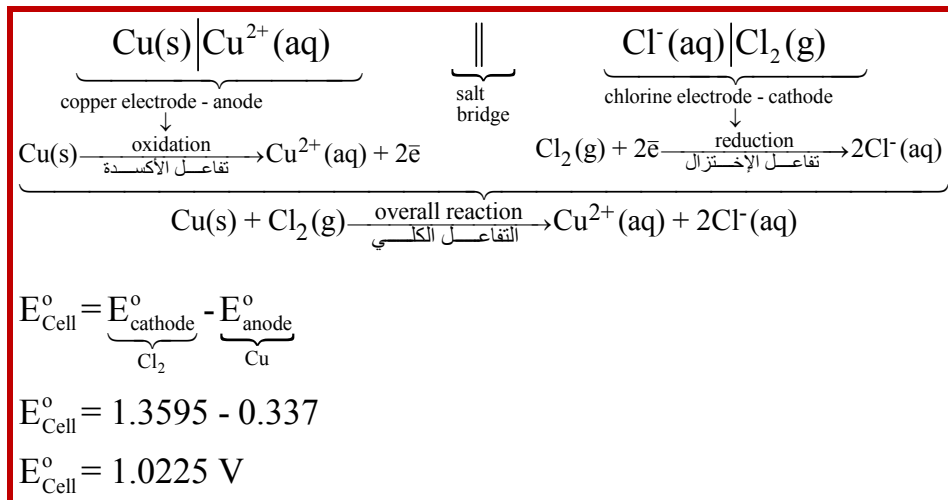 Cu(s)|Cu²⁺(aq) || Cl⁻(aq)|Cl₂(g)
copper electrode - anode salt bridge chlorine electrode - cathode
↓ ↓
Cu(s) oxidation تفاعل الأكسدة → Cu²⁺(aq) + 2e̅ Cl₂(g) + 2e̅ reduction تفاعل الإختزال → 2Cl⁻(aq)
Cu(s) + Cl₂(g) overall reaction التفاعل الكلي → Cu²⁺(aq) + 2Cl⁻(aq)
E°Cell = E°cathode - E°anode
Cl₂ Cu
E°Cell = 1.3595 - 0.337
E°Cell = 1.0225 V